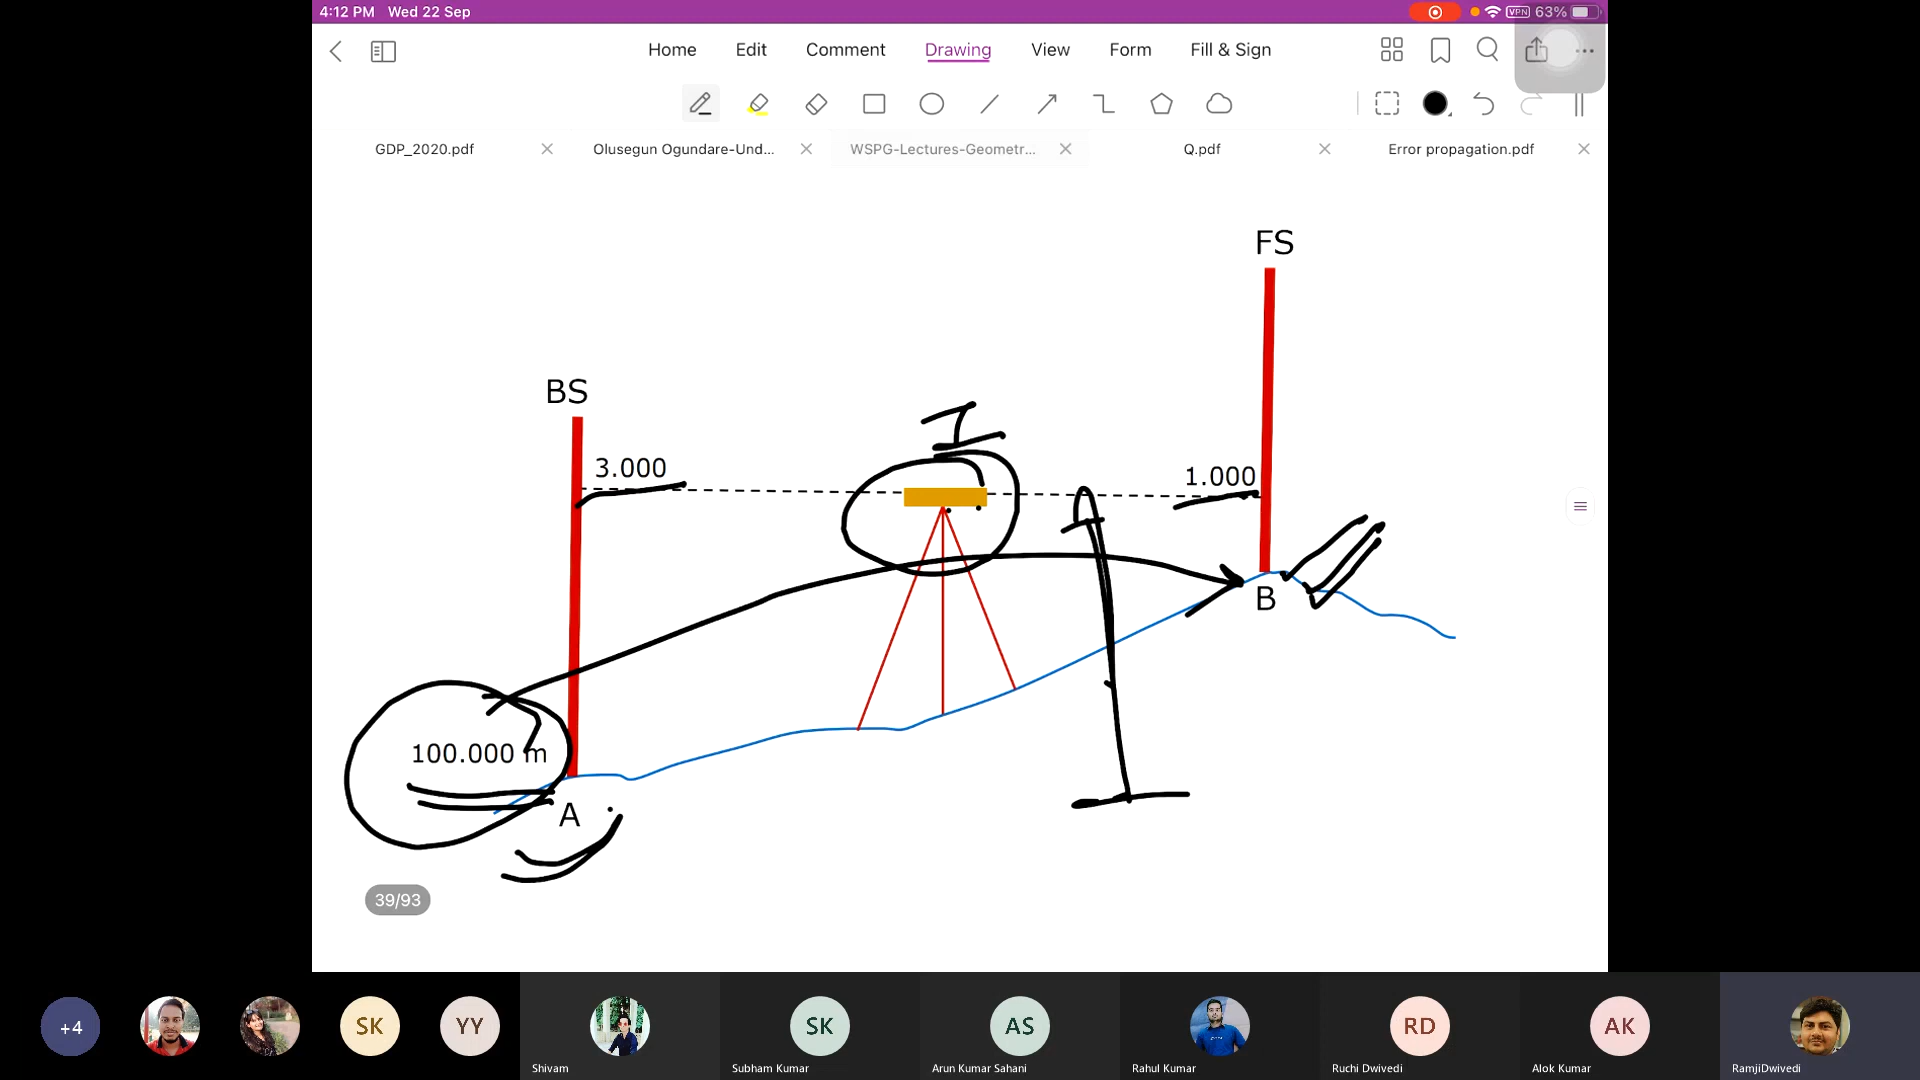 4:12 PM Wed 22 Sep
VPN 63%
Home Edit Comment Drawing View Form Fill & Sign
GDP_2020.pdf Olusegun Ogundare-Und... WSPG-Lectures-Geometr... Q.pdf Error propagation.pdf
FS
BS
I
3.000
1.000
B
100.000 m
A
39/93
+4 SK YY SK AS RD AK
Shivam Subham Kumar Arun Kumar Sahani Rahul Kumar Ruchi Dwivedi Alok Kumar RamjiDwivedi